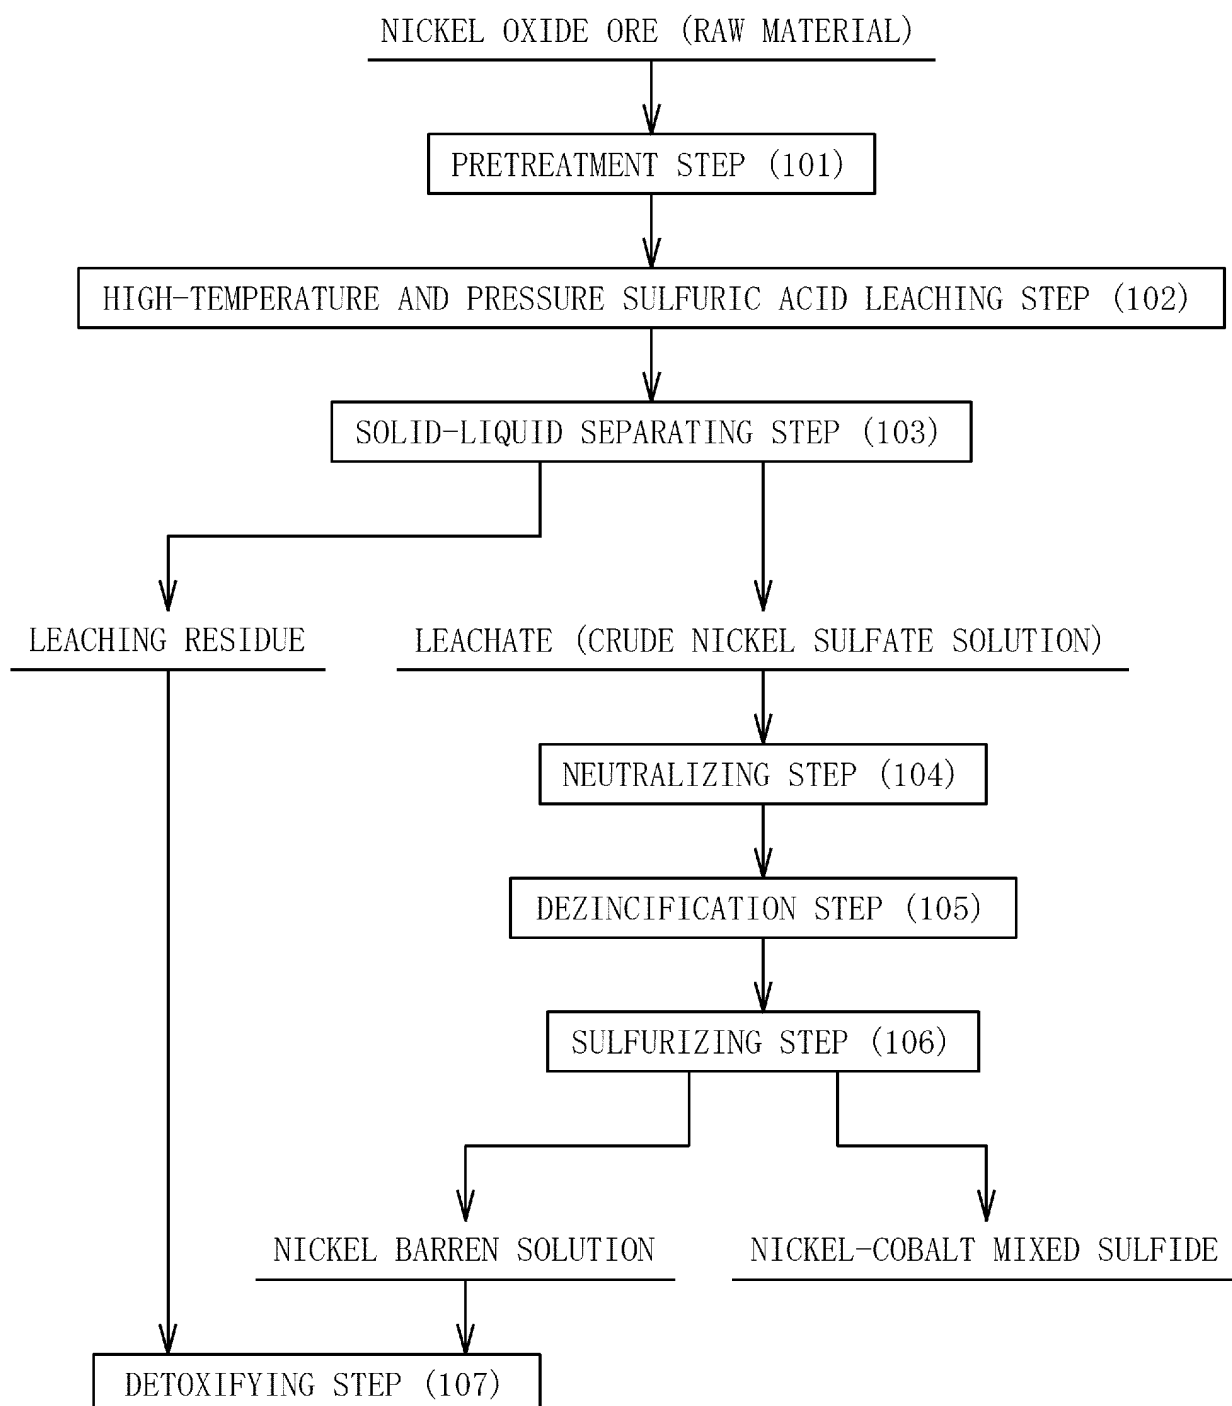 NICKEL OXIDE ORE (RAW MATERIAL)
PRETREATMENT STEP (101)
HIGH-TEMPERATURE AND PRESSURE SULFURIC ACID LEACHING STEP (102)
SOLID-LIQUID SEPARATING STEP (103)
LEACHING RESIDUE
LEACHATE (CRUDE NICKEL SULFATE SOLUTION)
NEUTRALIZING STEP (104)
DEZINCIFICATION STEP (105)
SULFURIZING STEP (106)
NICKEL BARREN SOLUTION
NICKEL-COBALT MIXED SULFIDE
DETOXIFYING STEP (107)